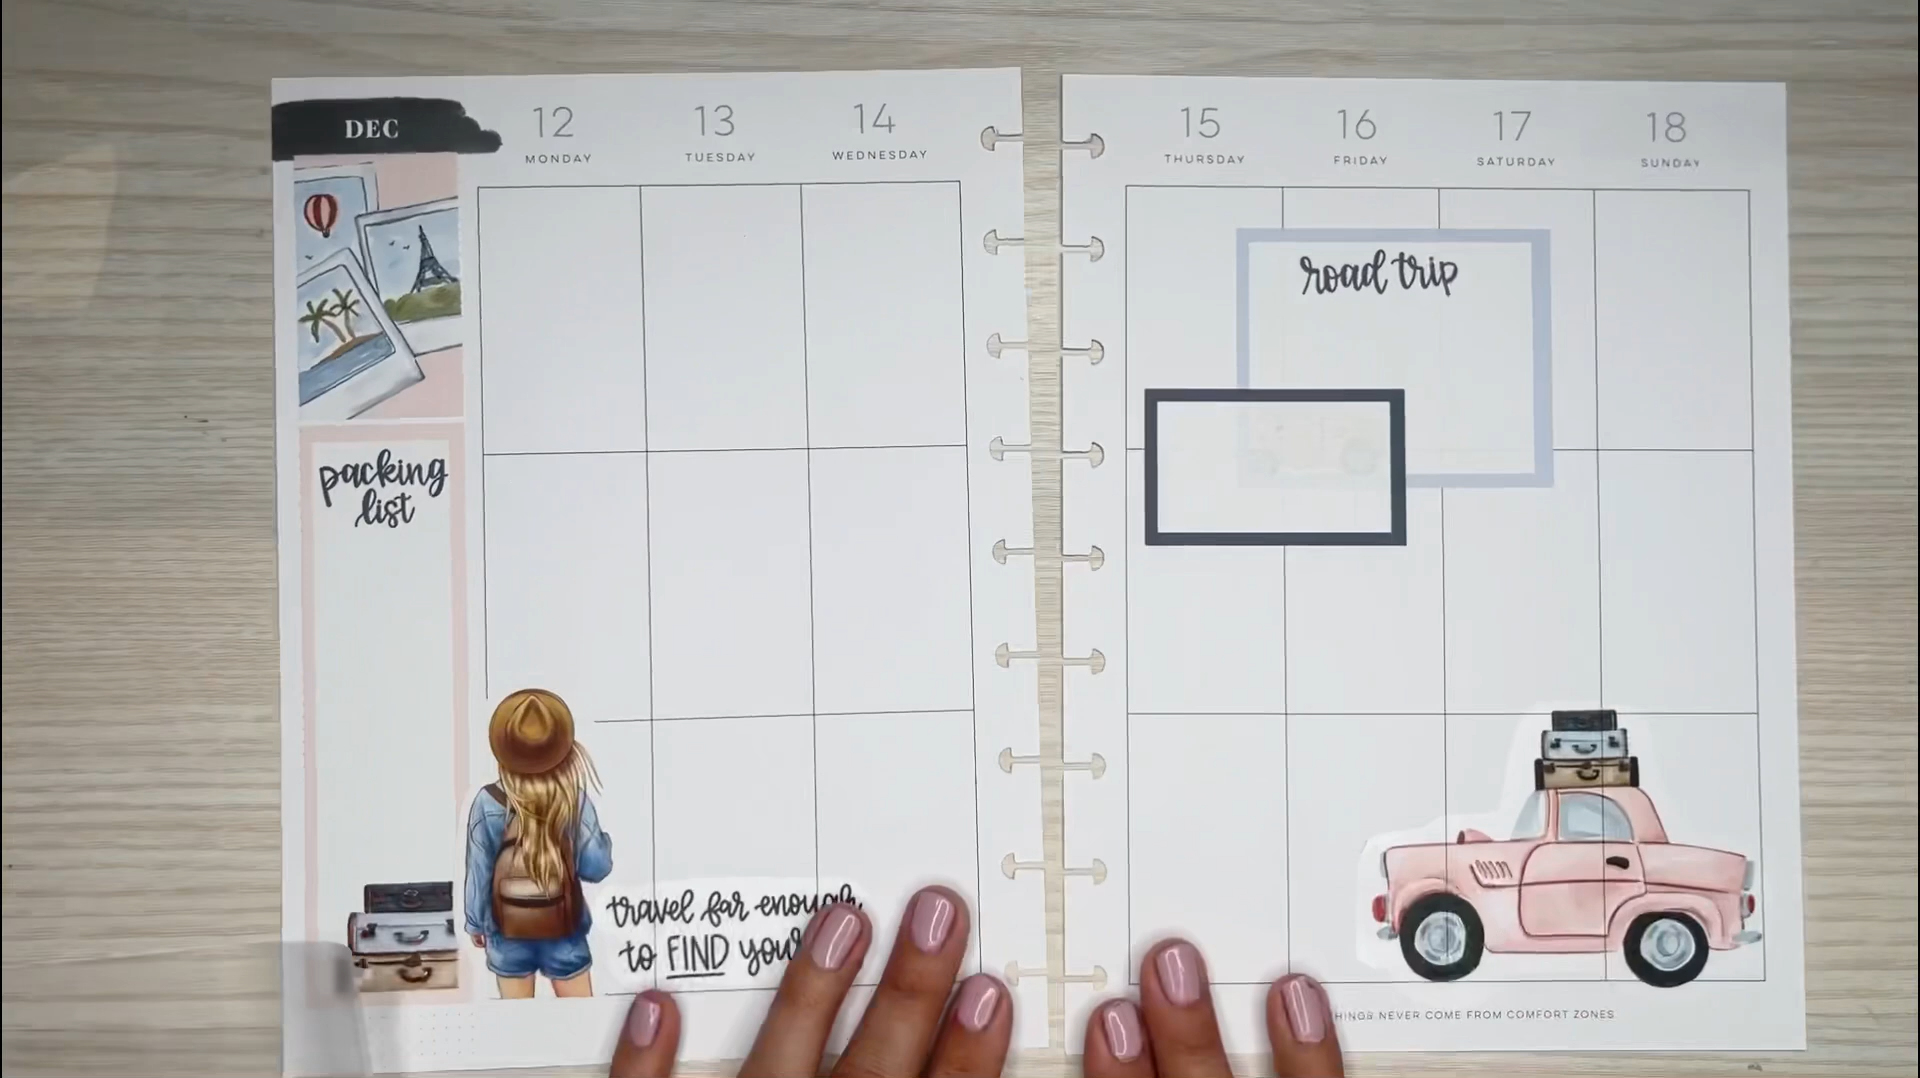 DEC
12
MONDAY
13
TUESDAY
14
WEDNESDAY
15
THURSDAY
16
FRIDAY
17
SATURDAY
18
SUNDAY
packing
list
road trip
travel far enough
to FIND
NEVER COME FROM COMFORT ZONES